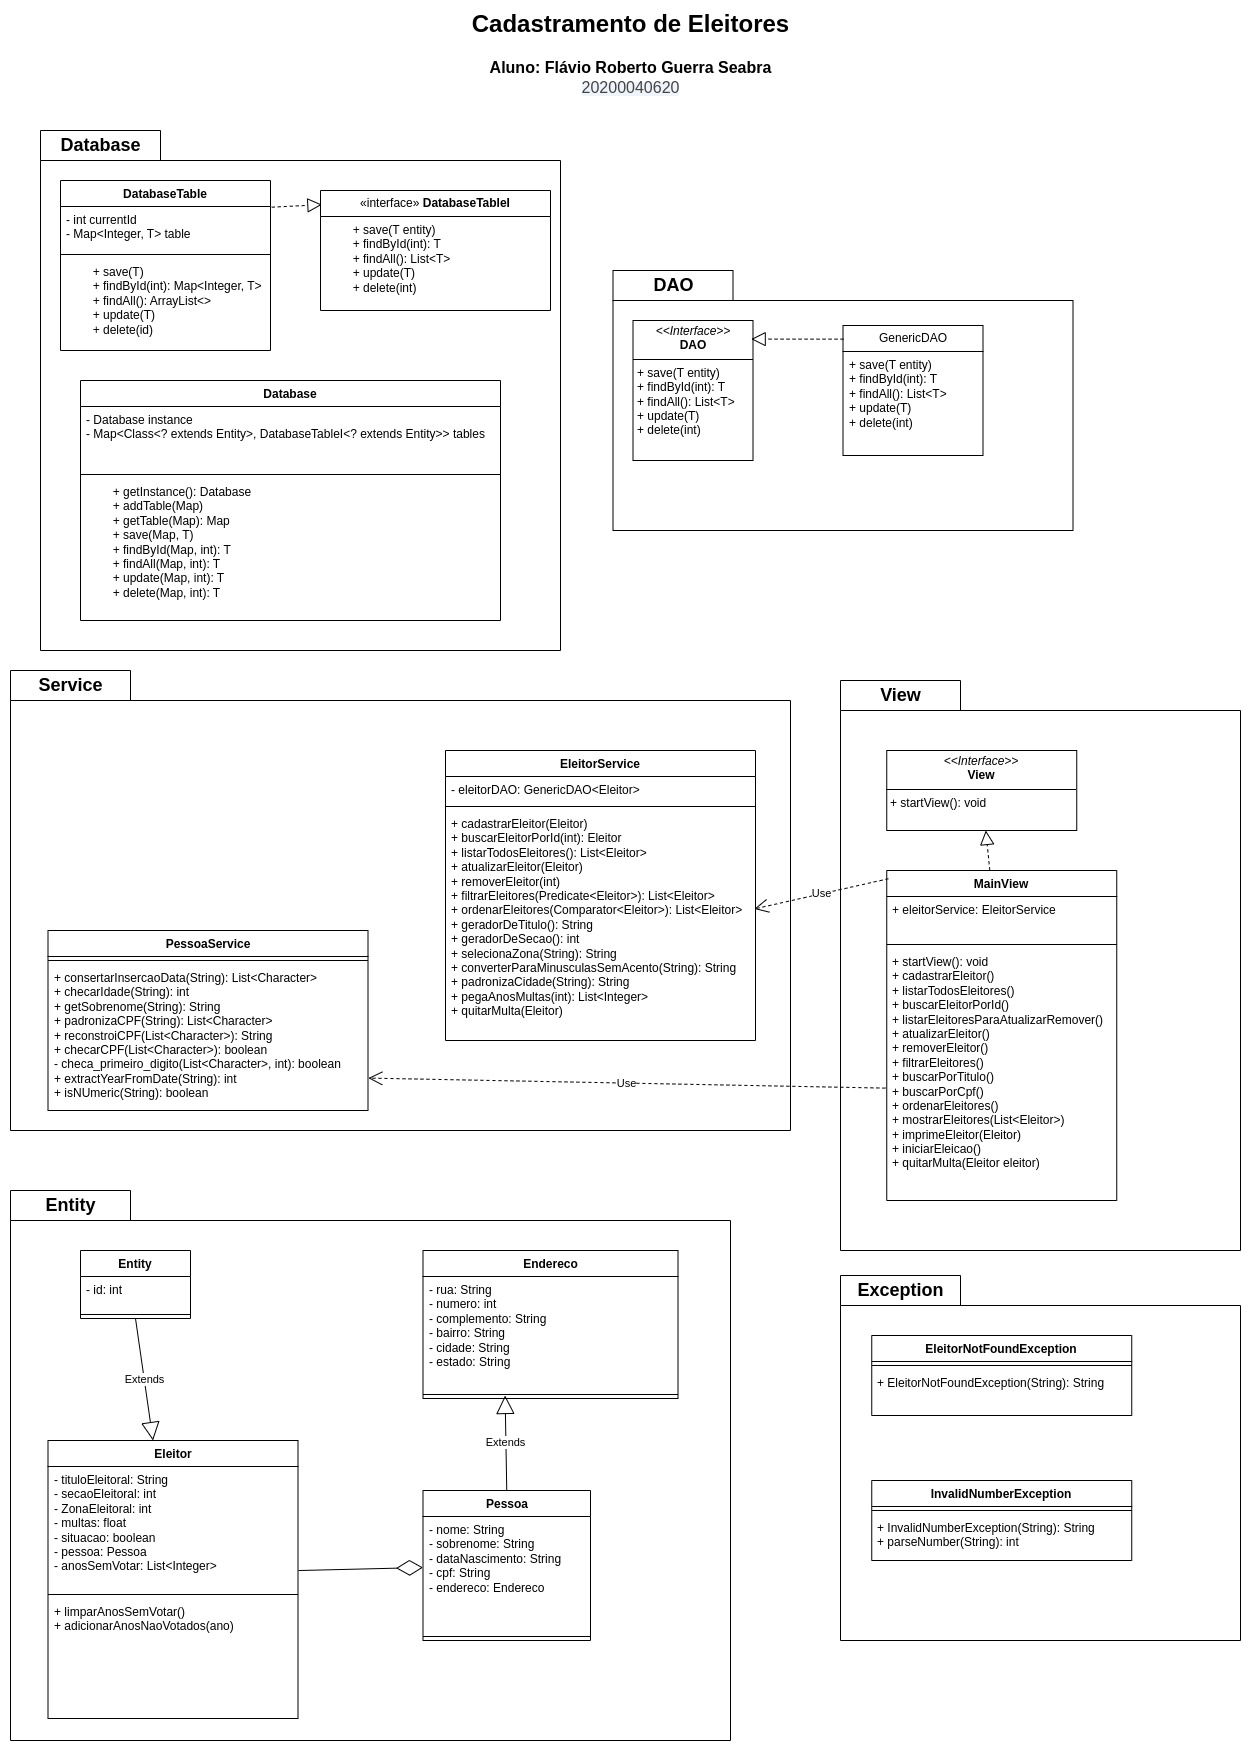 Cadastramento de Eleitores
Aluno: Flávio Roberto Guerra Seabra
20200040620
Database
DatabaseTable
- int currentId
- Map<Integer, T> table
+ save(T)
+ findById(int): Map<Integer, T>
+ findAll(): ArrayList<>
+ update(T)
+ delete(id)
«interface» DatabaseTableI
+ save(T entity)
+ findById(int): T
+ findAll(): List<T>
+ update(T)
+ delete(int)
Database
- Database instance
- Map<Class<? extends Entity>, DatabaseTableI<? extends Entity>> tables
+ getInstance(): Database
+ addTable(Map)
+ getTable(Map): Map
+ save(Map, T)
+ findById(Map, int): T
+ findAll(Map, int): T
+ update(Map, int): T
+ delete(Map, int): T
DAO
<<Interface>>
DAO
+ save(T entity)
+ findById(int): T
+ findAll(): List<T>
+ update(T)
+ delete(int)
GenericDAO
+ save(T entity)
+ findById(int): T
+ findAll(): List<T>
+ update(T)
+ delete(int)
Service
EleitorService
- eleitorDAO: GenericDAO<Eleitor>
+ cadastrarEleitor(Eleitor)
+ buscarEleitorPorId(int): Eleitor
+ listarTodosEleitores(): List<Eleitor>
+ atualizarEleitor(Eleitor)
+ removerEleitor(int)
+ filtrarEleitores(Predicate<Eleitor>): List<Eleitor>
+ ordenarEleitores(Comparator<Eleitor>): List<Eleitor>
+ geradorDeTitulo(): String
+ geradorDeSecao(): int
+ selecionaZona(String): String
+ converterParaMinusculasSemAcento(String): String
+ padronizaCidade(String): String
+ pegaAnosMultas(int): List<Integer>
+ quitarMulta(Eleitor)
PessoaService
+ consertarInsercaoData(String): List<Character>
+ checarIdade(String): int
+ getSobrenome(String): String
+ padronizaCPF(String): List<Character>
+ reconstroiCPF(List<Character>): String
+ checarCPF(List<Character>): boolean
- checa_primeiro_digito(List<Character>, int): boolean
+ extractYearFromDate(String): int
+ isNUmeric(String): boolean
Use
Use
View
<<Interface>>
View
+ startView(): void
MainView
+ eleitorService: EleitorService
+ startView(): void
+ cadastrarEleitor()
+ listarTodosEleitores()
+ buscarEleitorPorId()
+ listarEleitoresParaAtualizarRemover()
+ atualizarEleitor()
+ removerEleitor()
+ filtrarEleitores()
+ buscarPorTitulo()
+ buscarPorCpf()
+ ordenarEleitores()
+ mostrarEleitores(List<Eleitor>)
+ imprimeEleitor(Eleitor)
+ iniciarEleicao()
+ quitarMulta(Eleitor eleitor)
Entity
Entity
- id: int
Extends
Eleitor
- tituloEleitoral: String
- secaoEleitoral: int
- ZonaEleitoral: int
- multas: float
- situacao: boolean
- pessoa: Pessoa
- anosSemVotar: List<Integer>
+ limparAnosSemVotar()
+ adicionarAnosNaoVotados(ano)
Endereco
- rua: String
- numero: int
- complemento: String
- bairro: String
- cidade: String
- estado: String
Extends
Pessoa
- nome: String
- sobrenome: String
- dataNascimento: String
- cpf: String
- endereco: Endereco
Exception
EleitorNotFoundException
+ EleitorNotFoundException(String): String
InvalidNumberException
+ InvalidNumberException(String): String
+ parseNumber(String): int